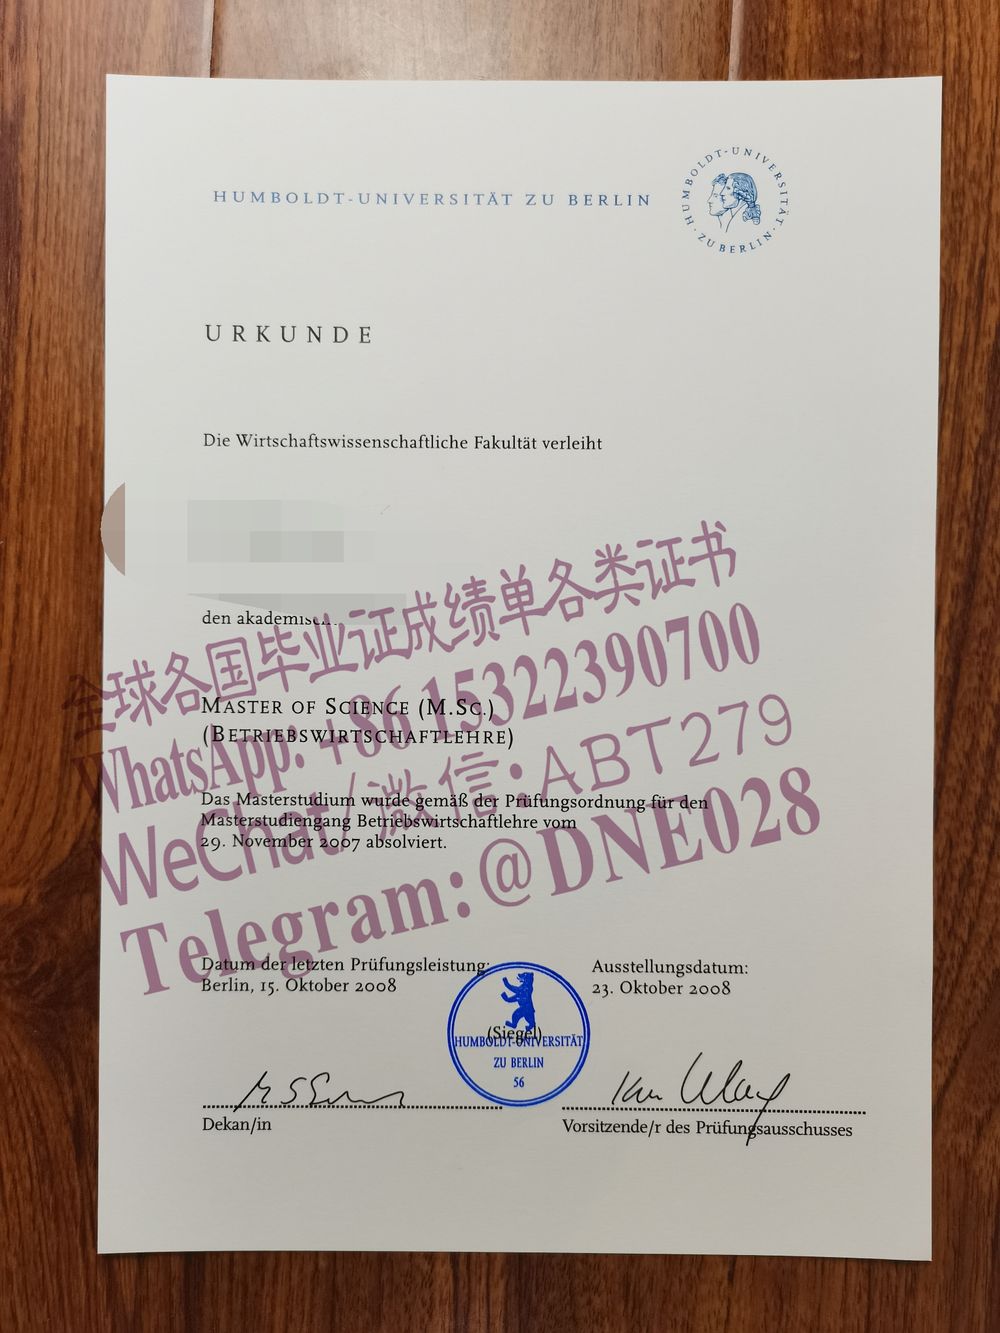 HUMBOLDT-UNIVERSITÄT ZU BERLIN
HUMBOLDT-UNIVERSITÄT · ZU BERLIN ·
URKUNDE
Die Wirtschaftswissenschaftliche Fakultät verleiht
den
全球各国毕业证成绩单各类证书
MASTER OF SCIENCE (M.SC.)
(BETRIEBSWIRTSCHAFTLEHRE)
WhatsApp: +86 15322390700
Das Masterstudium wurde gemäß der Prüfungsordnung für den
Masterstudiengang Betriebswirtschaftlehre vom
29. November 2007 absolviert.
WeChat/微信:ABT279
Telegram:@DNE028
Datum der letzten Prüfungsleistung:
Berlin, 15. Oktober 2008
Ausstellungsdatum:
23. Oktober 2008
(Siegel)
HUMBOLDT-UNIVERSITÄT
ZU BERLIN
56
Dekan/in
Vorsitzende/r des Prüfungsausschusses